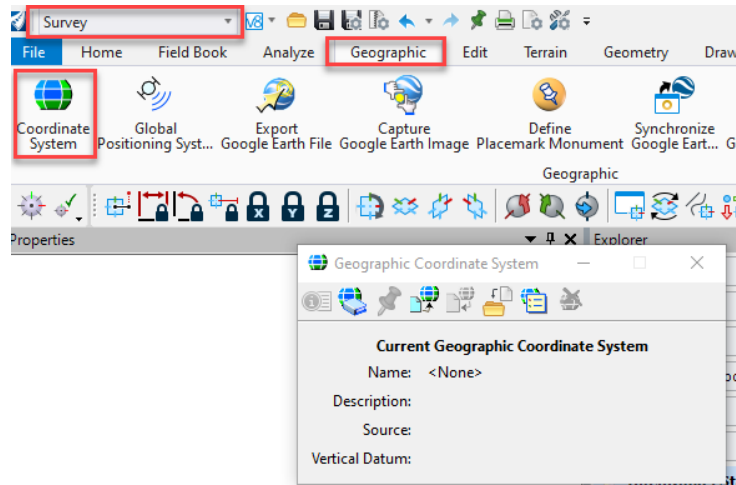 Survey
V8
File Home Field Book Analyze Geographic Edit Terrain Geometry Draw
Coordinate System
Global Positioning Syst...
Export Google Earth File
Capture Google Earth Image
Define Placemark Monument
Synchronize Google Eart...
G
Geographic
X Y Z
Properties
Explorer
Geographic Coordinate System
Current Geographic Coordinate System
Name: <None>
Description:
Source:
Vertical Datum: